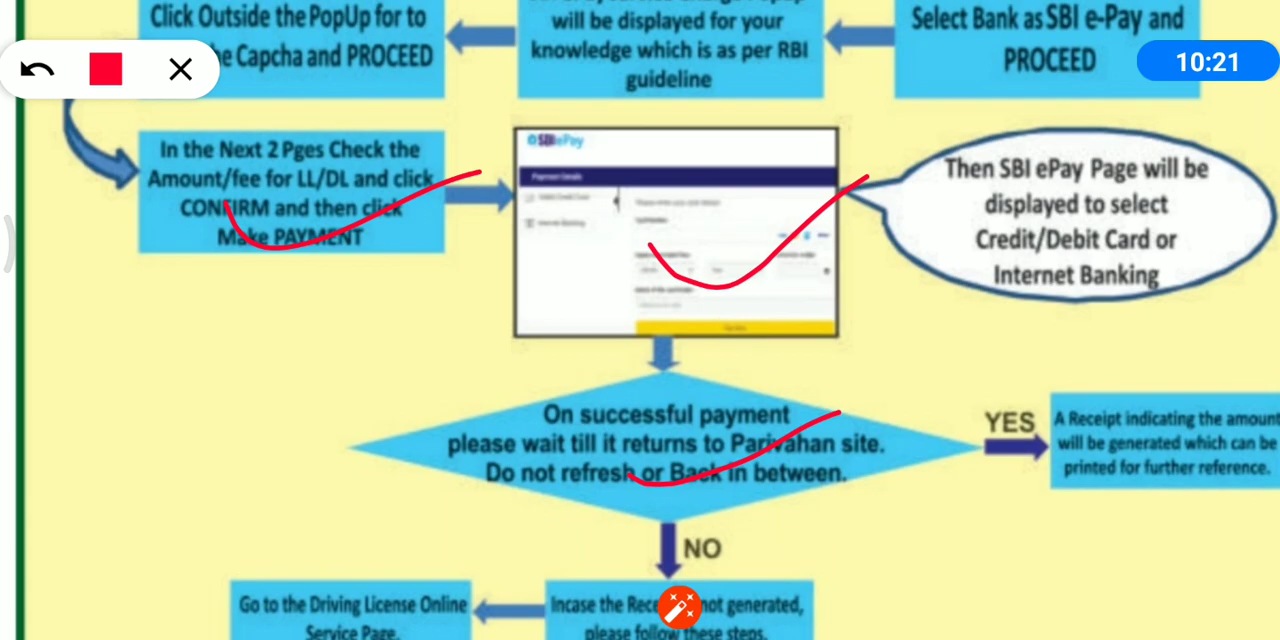 Click Outside the PopUp for to
e Capcha and PROCEED
will be displayed for your
knowledge which is as per RBI
guideline
Select Bank as SBI e-Pay and
PROCEED
10:21
In the Next 2 Pges Check the
Amount/fee for LL/DL and click
CONFIRM and then click
Make PAYMENT
SBIePay
Payment Details
Internet Banking
Then SBI ePay Page will be
displayed to select
Credit/Debit Card or
Internet Banking
On successful payment
please wait till it returns to Parivahan site.
Do not refresh or Back in between.
YES
A Receipt indicating the amount
will be generated which can be
printed for further reference.
NO
Go to the Driving License Online
Service Page.
Incase the Rece not generated,
please follow these steps.